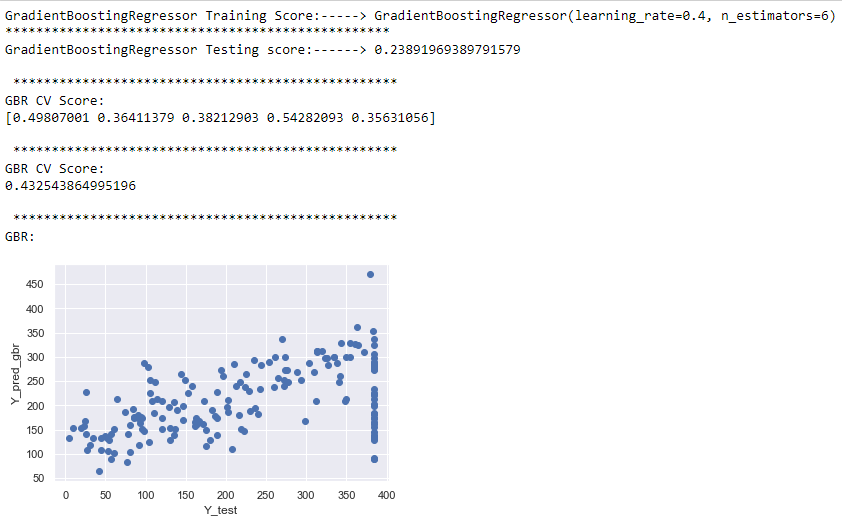 GradientBoostingRegressor Training Score:-----> GradientBoostingRegressor(learning_rate=0.4, n_estimators=6)
**************************************************
GradientBoostingRegressor Testing score:------> 0.23891969389791579
**************************************************
GBR CV Score:
[0.49807001 0.36411379 0.38212903 0.54282093 0.35631056]
**************************************************
GBR CV Score:
0.432543864995196
**************************************************
GBR:
450
400
350
300
250
200
150
100
50
Y_pred_gbr
0 50 100 150 200 250 300 350 400
Y_test